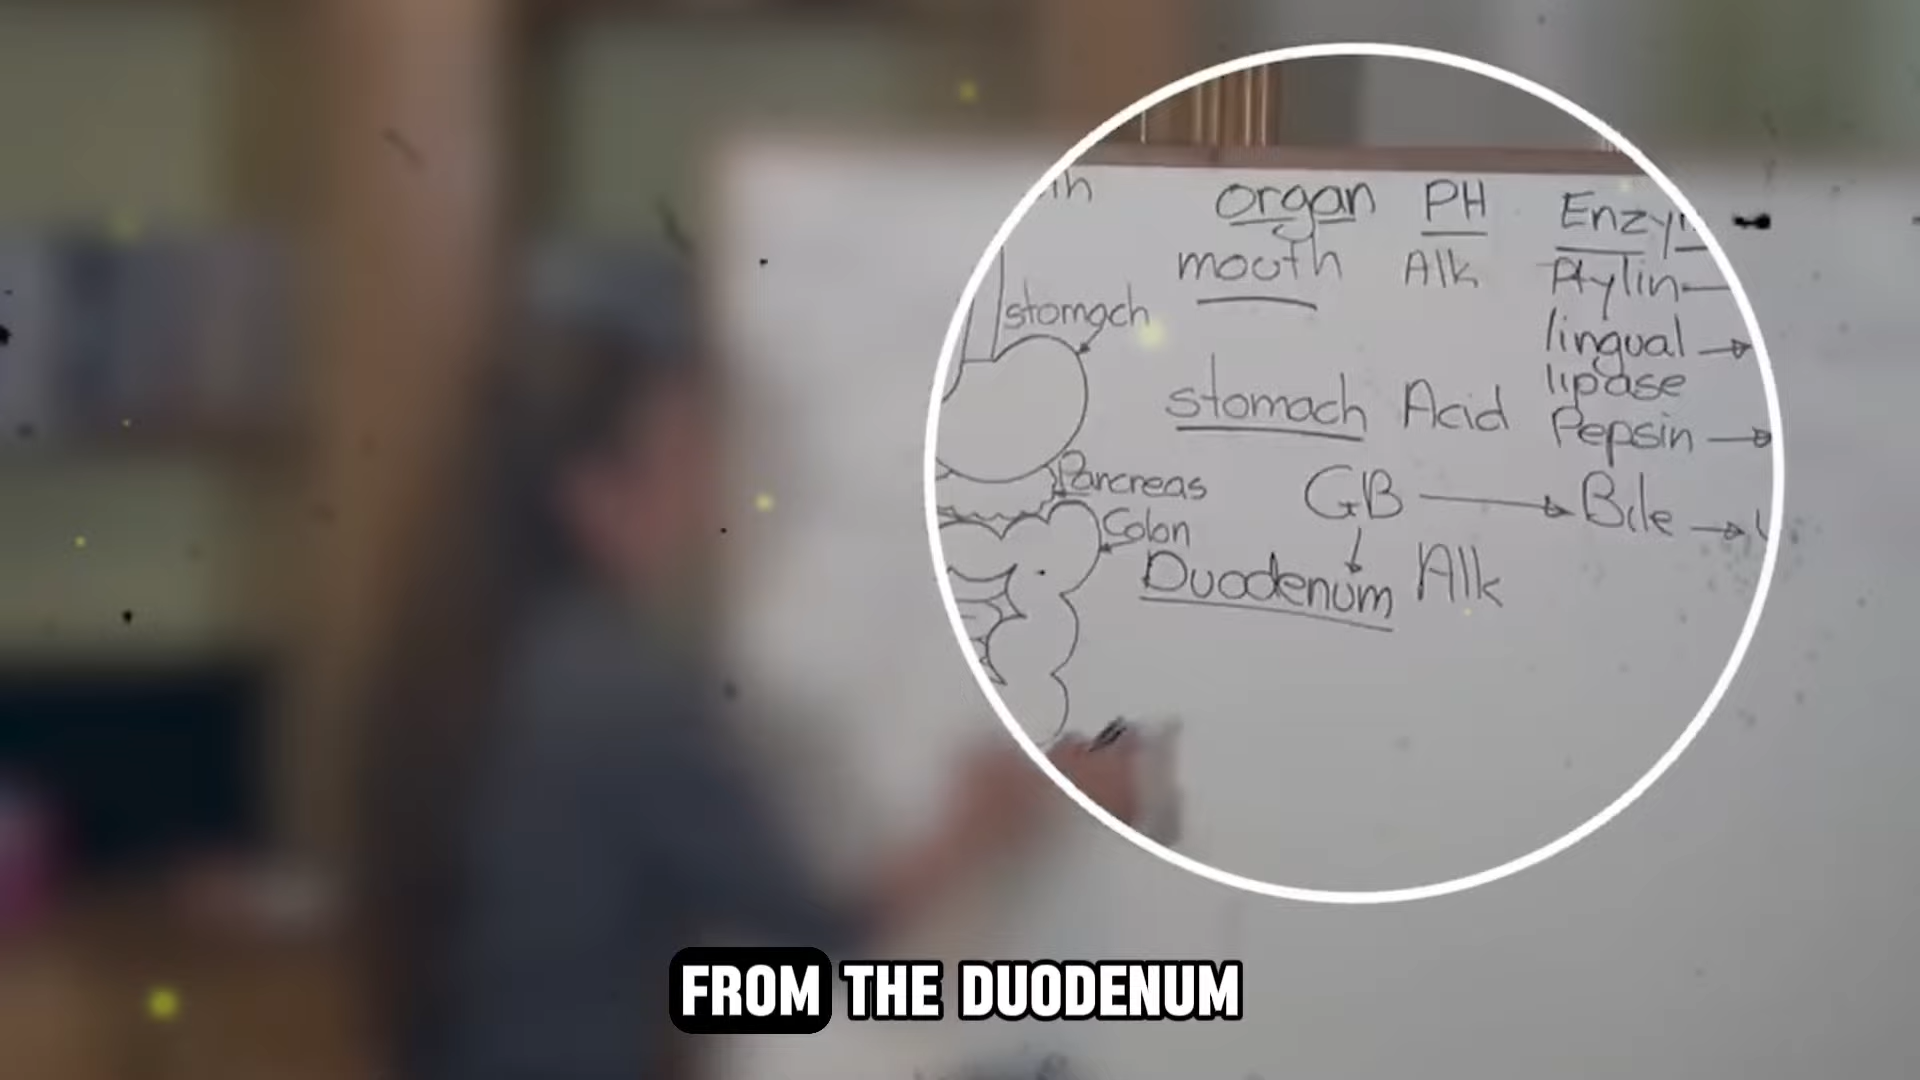 organ PH
mouth Alk Ptylin
stomach
lingual
lipase
stomach Acid Pepsin
Pancreas
GB Bile
Colon
Duodenum Alk
FROM THE DUODENUM